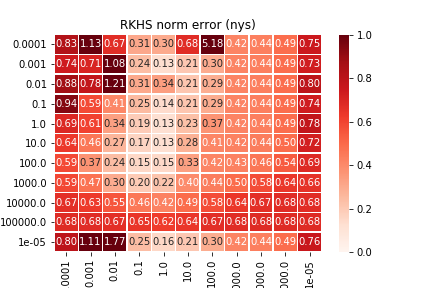 RKHS norm error (nys)
0.0001 0.83 1.13 0.67 0.31 0.30 0.68 5.18 0.42 0.44 0.49 0.75
0.001 0.74 0.71 1.08 0.24 0.13 0.21 0.30 0.42 0.44 0.49 0.73
0.01 0.88 0.78 1.21 0.31 0.34 0.21 0.29 0.42 0.44 0.49 0.80
0.1 0.94 0.59 0.41 0.25 0.14 0.21 0.29 0.42 0.44 0.49 0.74
1.0 0.69 0.61 0.34 0.19 0.13 0.23 0.37 0.42 0.44 0.49 0.78
10.0 0.64 0.46 0.27 0.17 0.13 0.28 0.41 0.42 0.44 0.50 0.72
100.0 0.59 0.37 0.24 0.15 0.15 0.33 0.42 0.43 0.46 0.54 0.69
1000.0 0.59 0.47 0.30 0.20 0.22 0.40 0.44 0.50 0.58 0.64 0.66
10000.0 0.67 0.63 0.55 0.46 0.42 0.49 0.58 0.64 0.67 0.68 0.68
100000.0 0.68 0.68 0.67 0.65 0.62 0.64 0.67 0.68 0.68 0.68 0.68
1e-05 0.80 1.11 1.77 0.25 0.16 0.21 0.30 0.42 0.44 0.49 0.76
.0001 0.001 0.01 0.1 1.0 10.0 100.0 000.0 000.0 000.0 1e-05
1.0
0.8
0.6
0.4
0.2
0.0